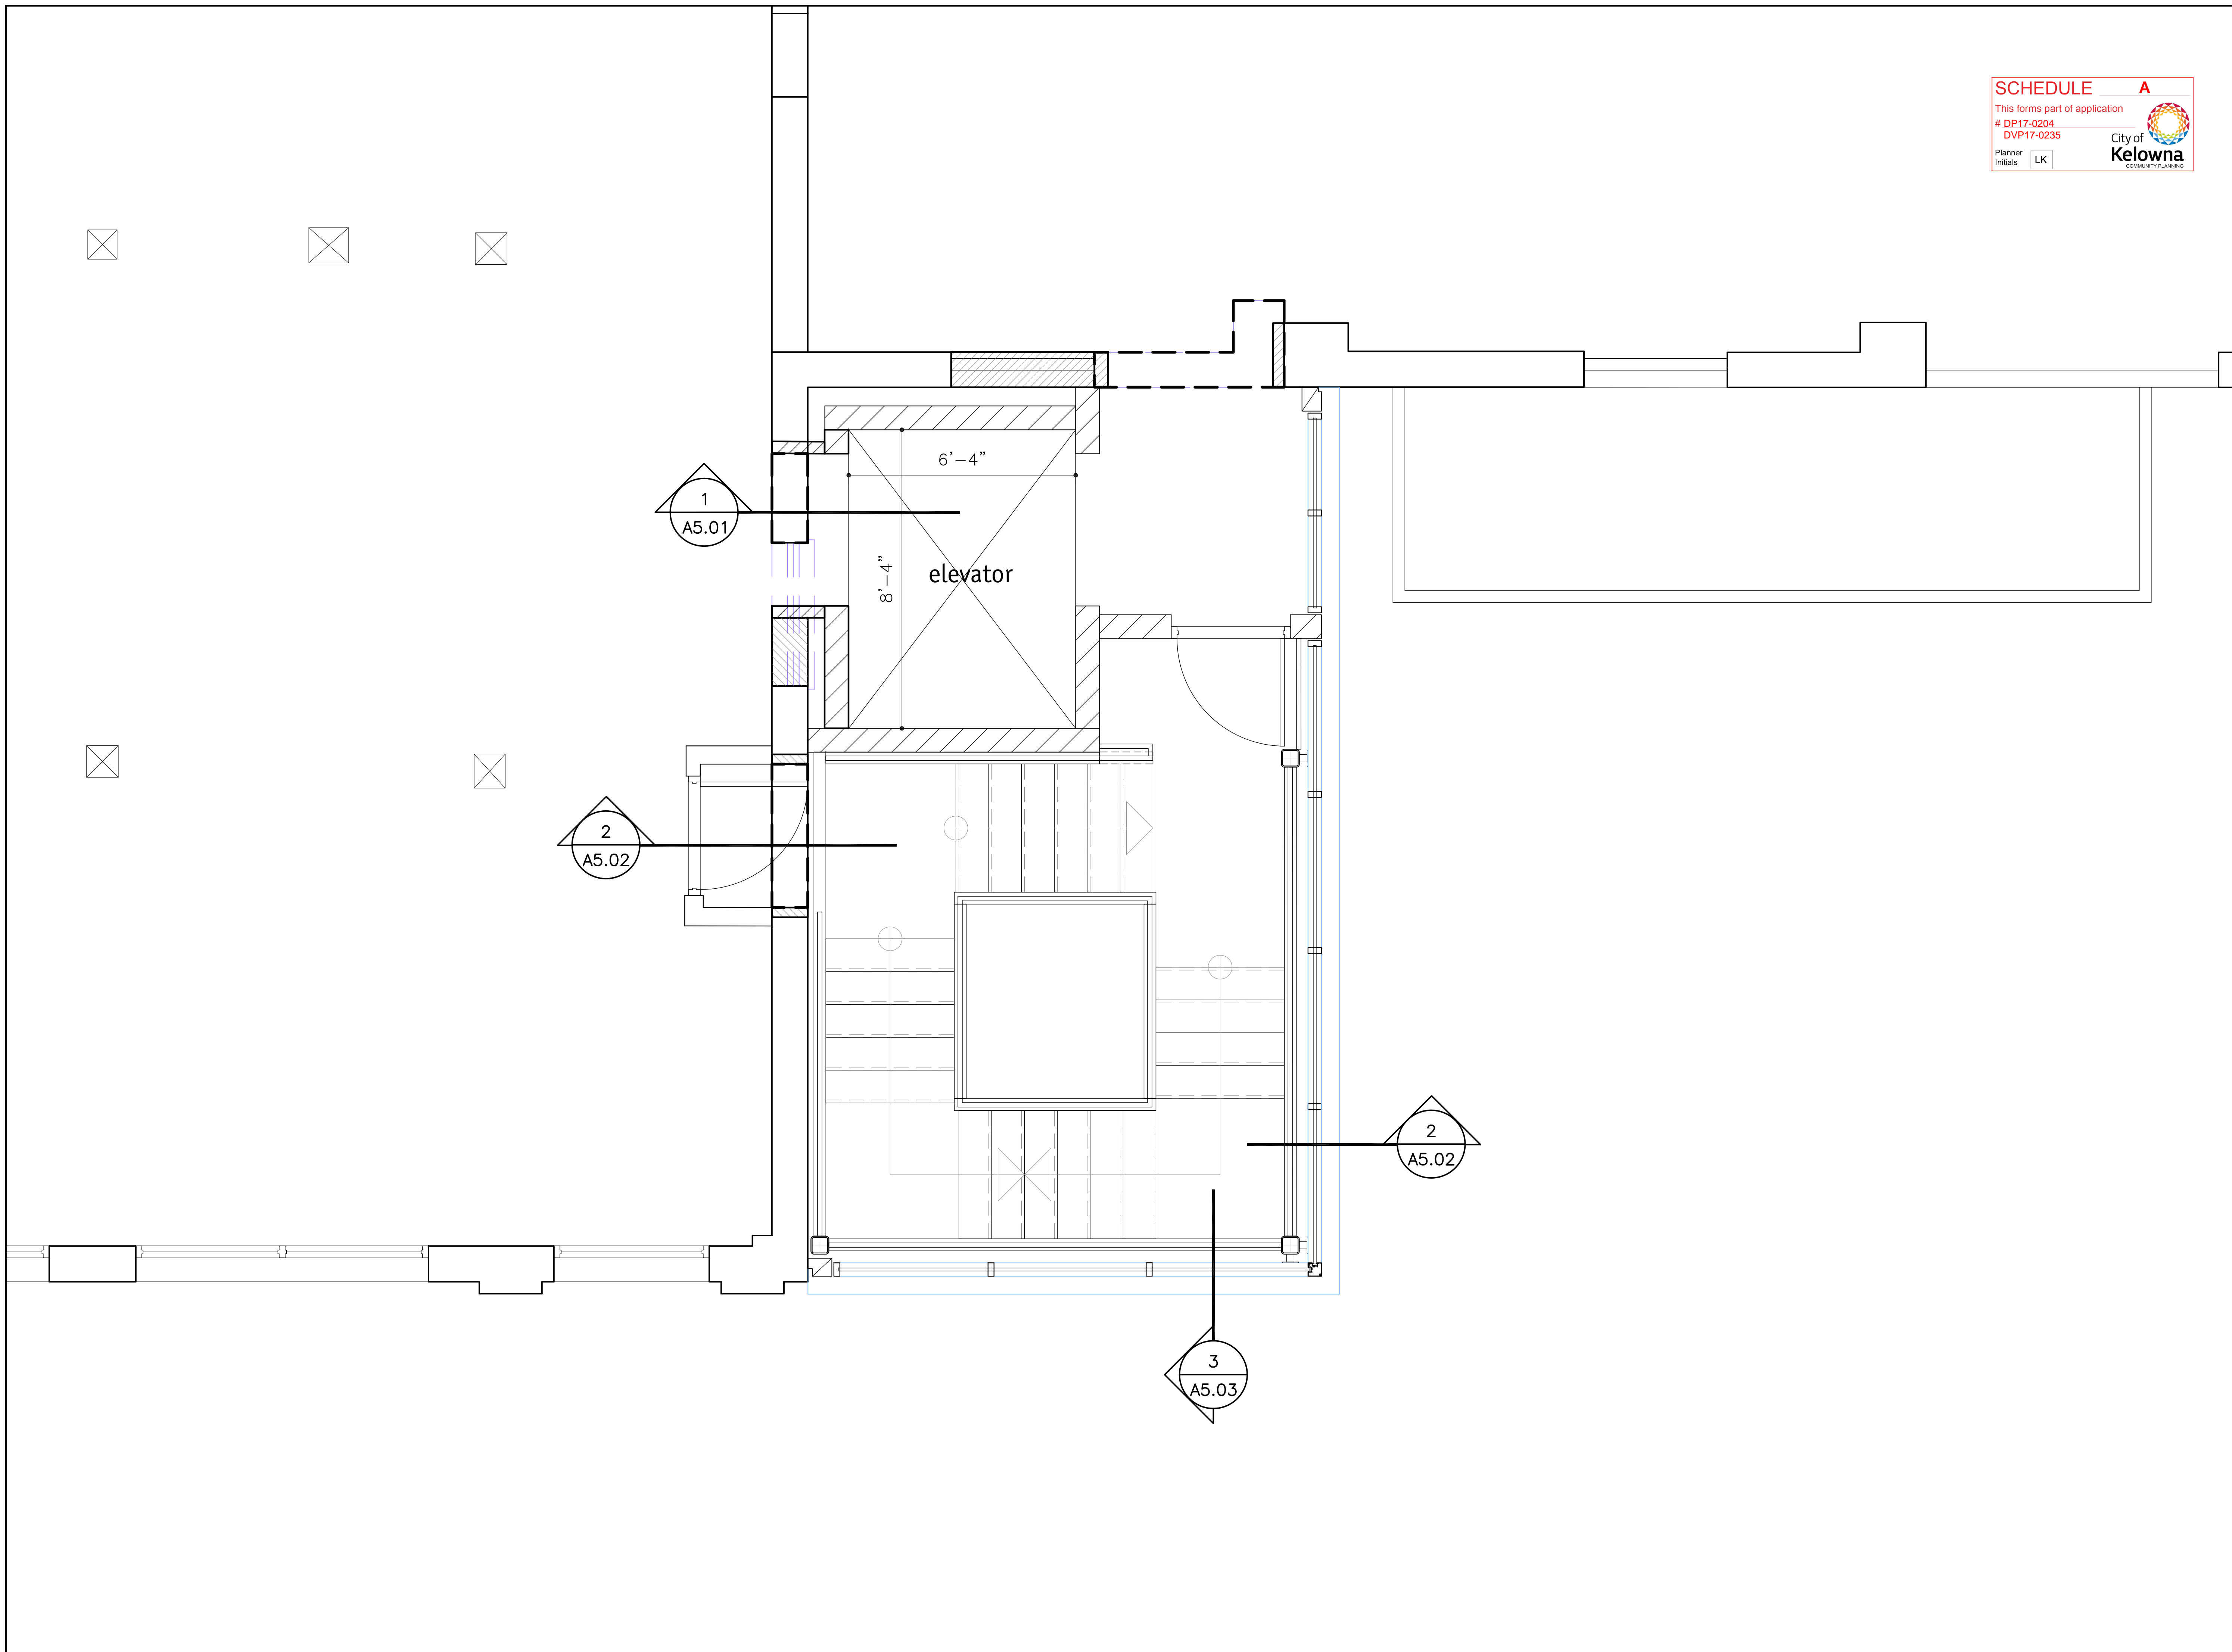 SCHEDULE A
This forms part of application
# DP17-0204
DVP17-0235
City of
Kelowna
COMMUNITY PLANNING
Planner
Initials LK
6'-4"
1
A5.01
8'-4"
elevator
2
A5.02
2
A5.02
3
A5.03